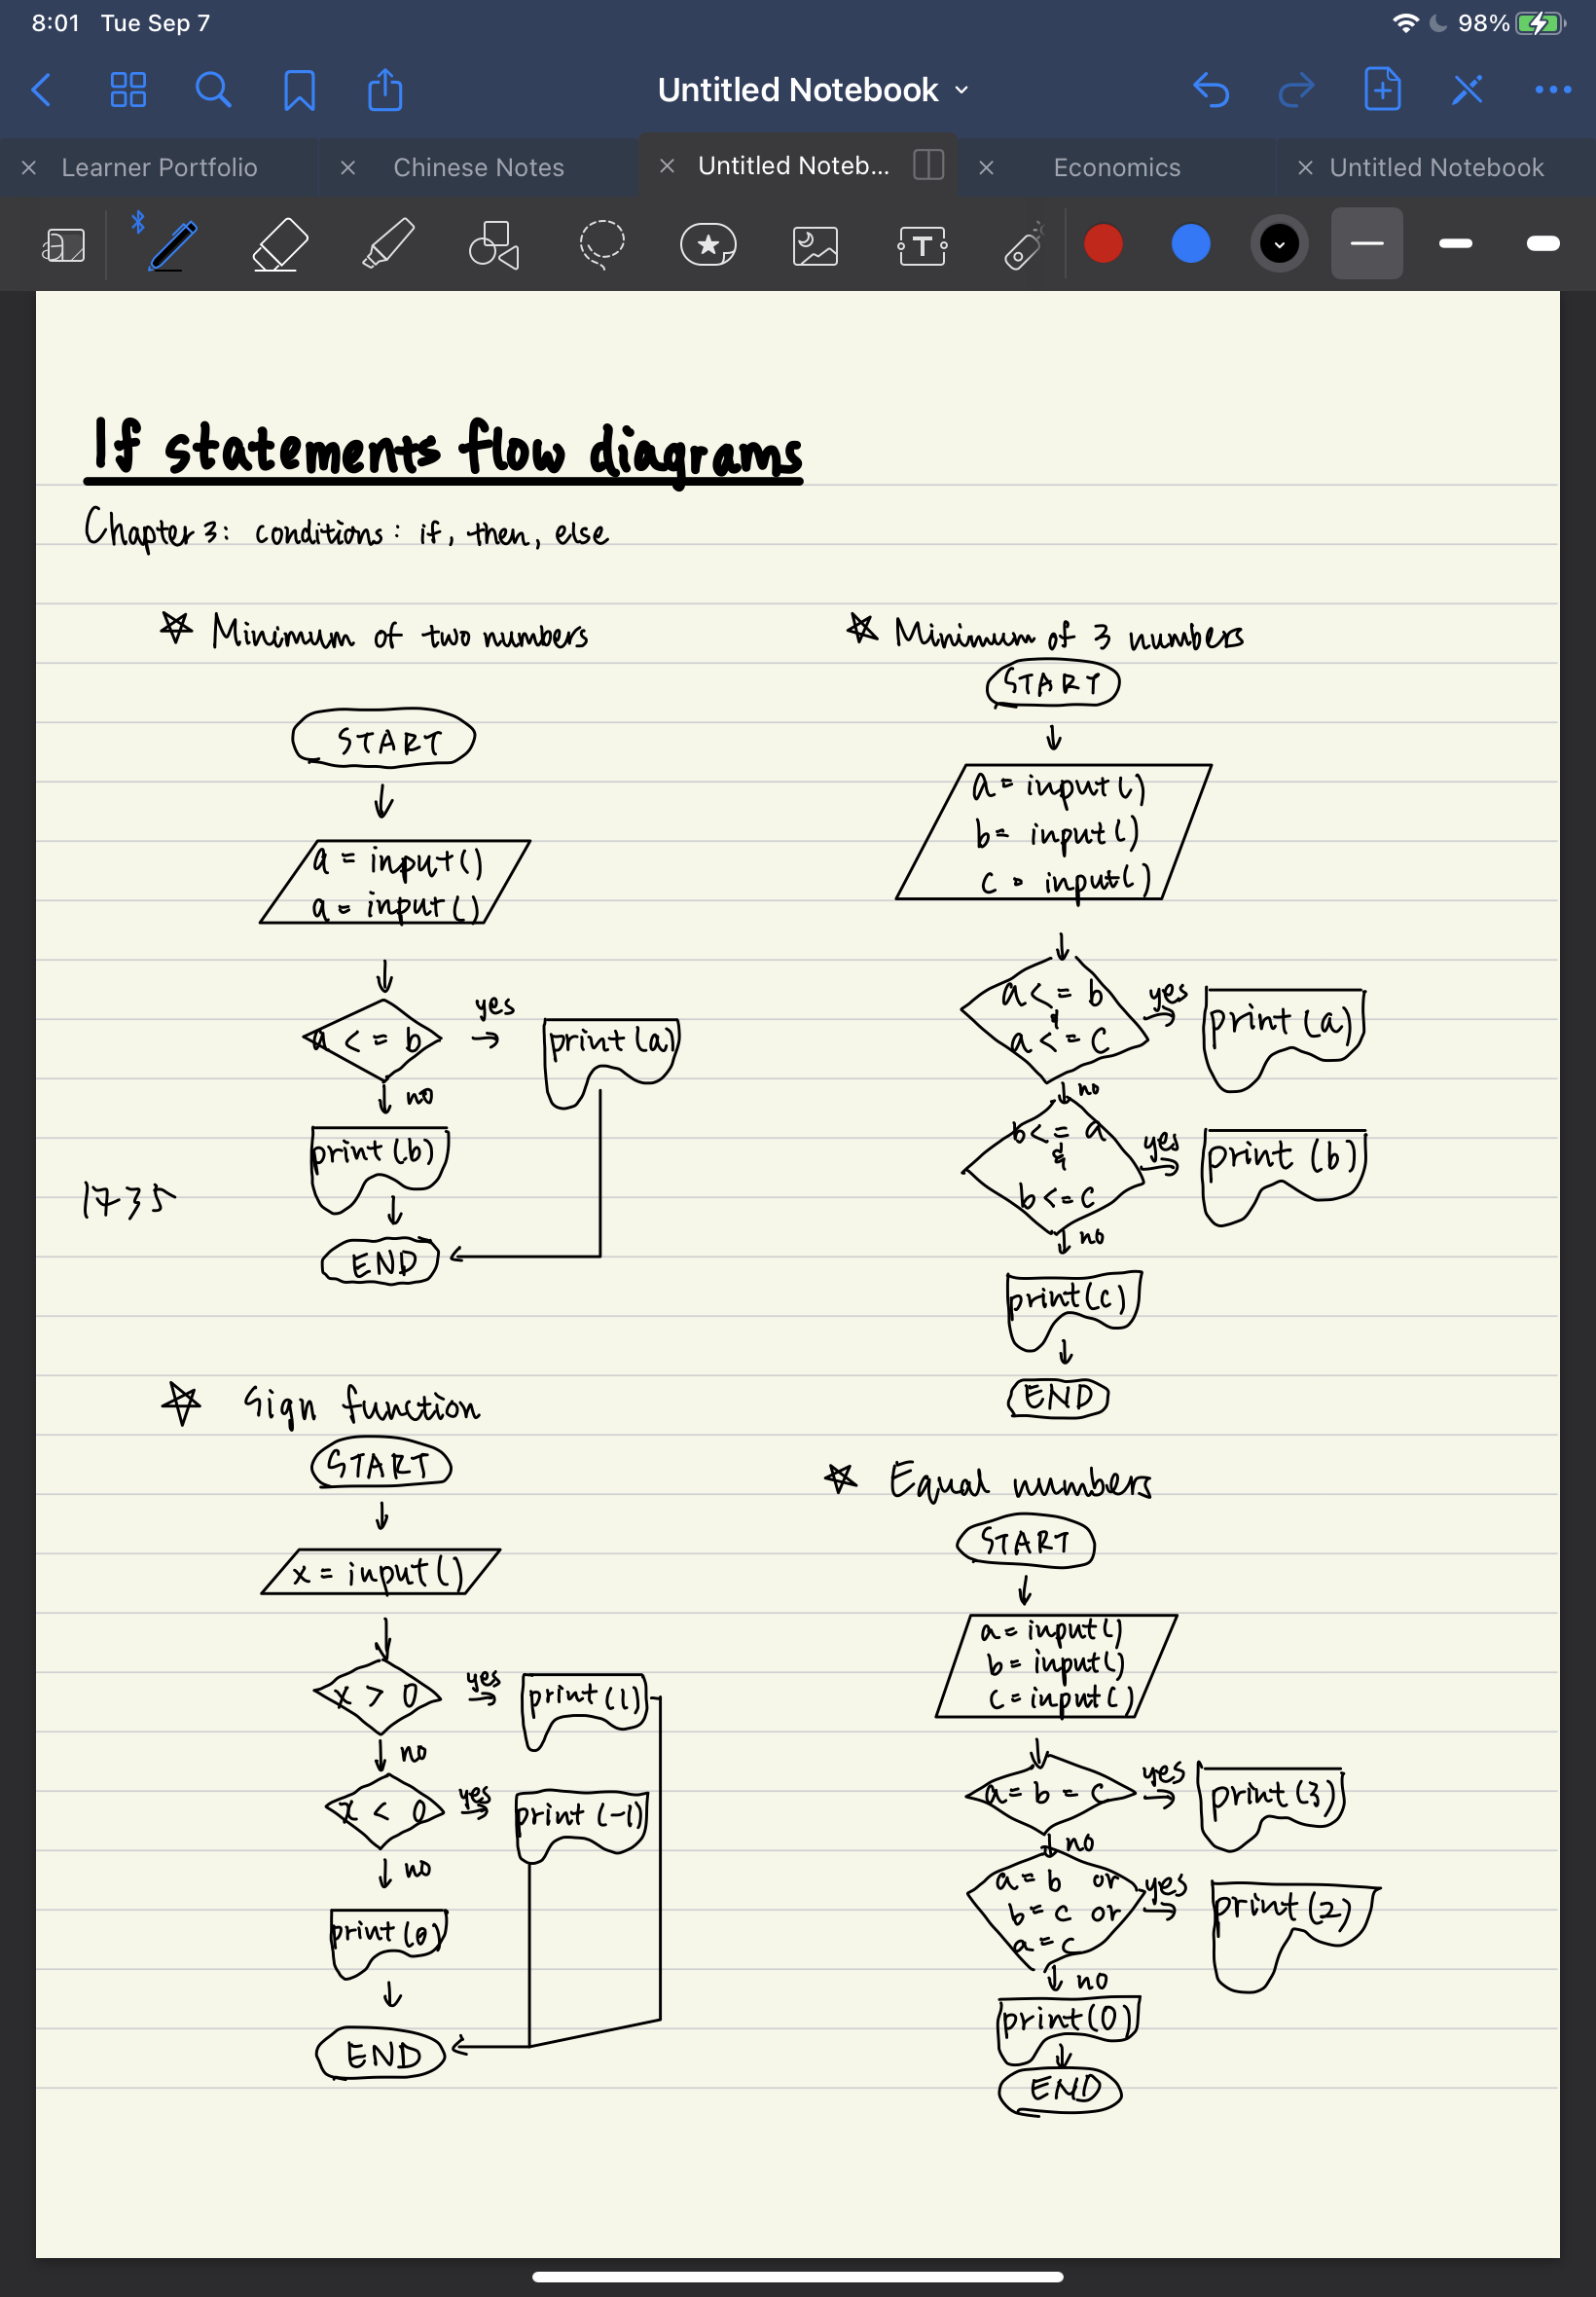 8:01 Tue Sep 7
98%
Untitled Notebook
Learner Portfolio
Chinese Notes
Untitled Noteb...
Economics
Untitled Notebook
If statements flow diagrams
Chapter 3: conditions: if, then, else
Minimum of two numbers
START
a = input()
a = input()
a <= b
yes
print(a)
no
print(b)
END
1735
Minimum of 3 numbers
START
a = input()
b = input()
c = input()
a <= b
&
a <= c
yes
print(a)
no
b <= a
&
b <= c
yes
print(b)
no
print(c)
END
Sign function
START
x = input()
x > 0
yes
print(1)
no
x < 0
yes
print(-1)
no
print(0)
END
Equal numbers
START
a = input()
b = input()
c = input()
a = b = c
yes
print(3)
no
a = b or
b = c or
a = c
yes
print(2)
no
print(0)
END